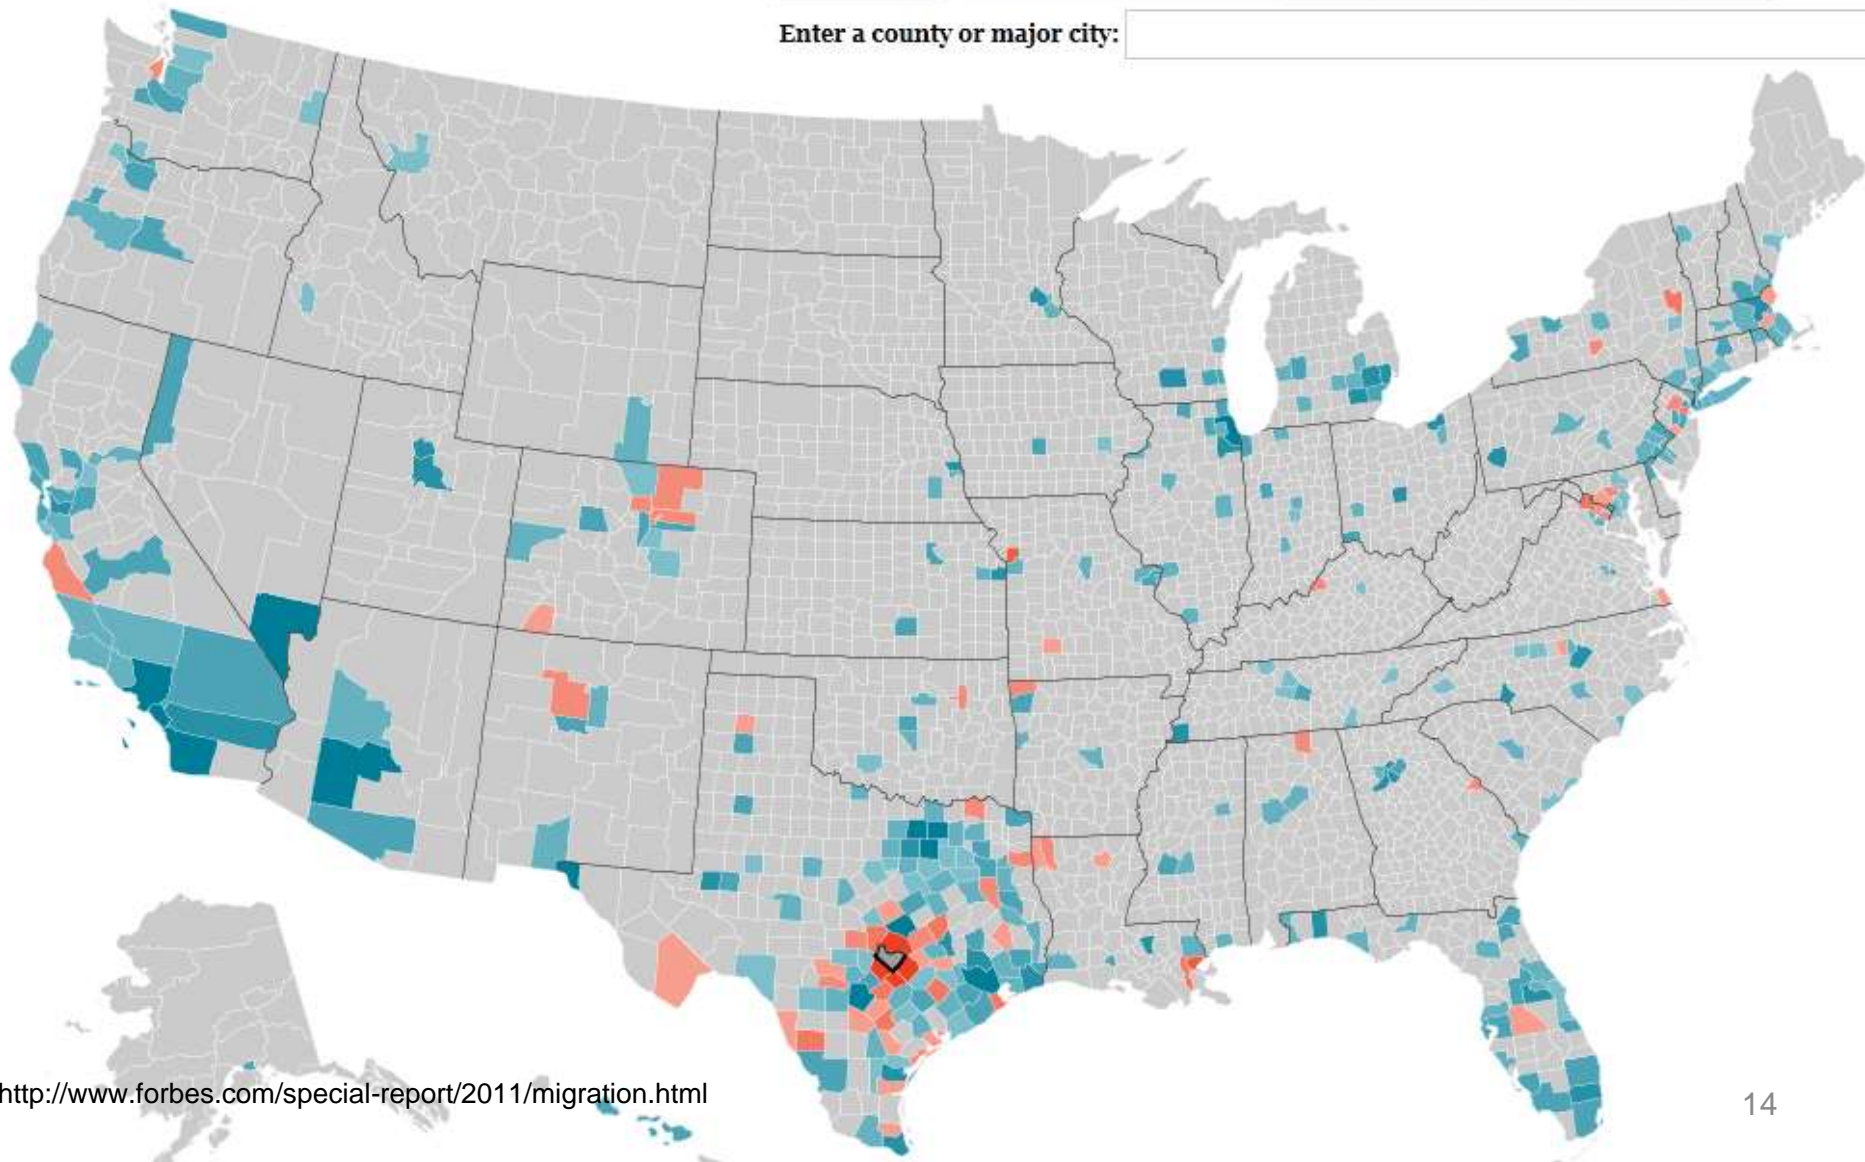 Enter a county or major city:
http://www.forbes.com/special-report/2011/migration.html
14